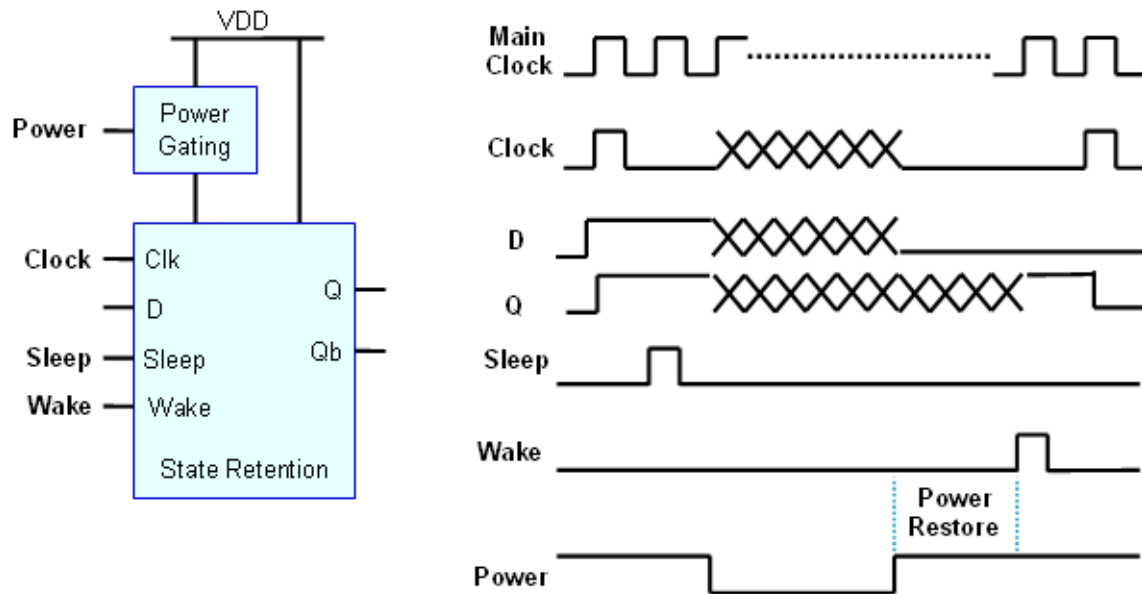 VDD
Power
Power
Gating
Clock
Clk
D
Sleep
Sleep
Wake
Wake
Q
Qb
State Retention
Main
Clock
Clock
D
Q
Sleep
Wake
Power
Restore
Power